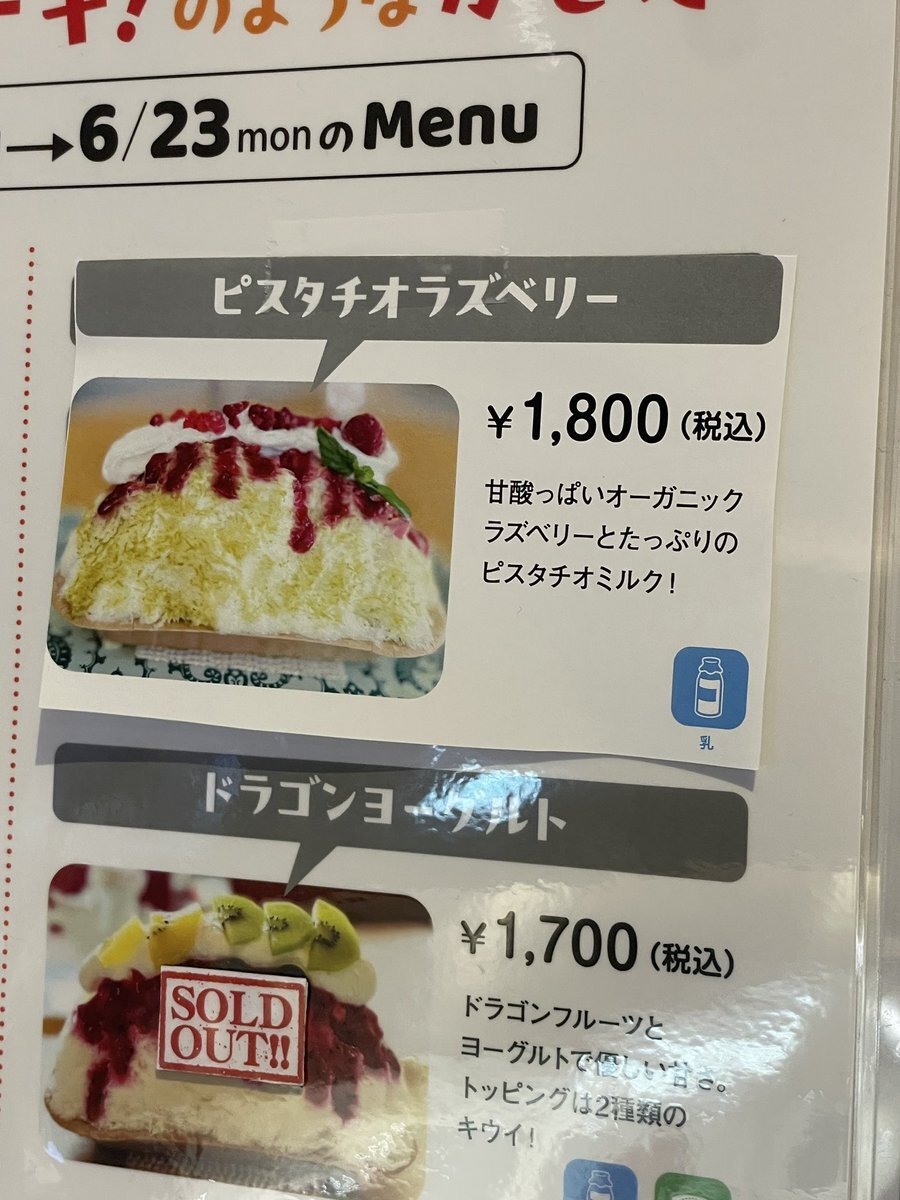 のような
→6/23monのMenu
ピスタチオラズベリー
¥1,800(税込)
甘酸っぱいオーガニック
ラズベリーとたっぷりの
ピスタチオミルク!
乳
ドラゴンヨーグルト
¥1,700(税込)
SOLD
OUT!!
ドラゴンフルーツと
ヨーグルトで優しい甘さ。
トッピングは2種類の
キウイ!